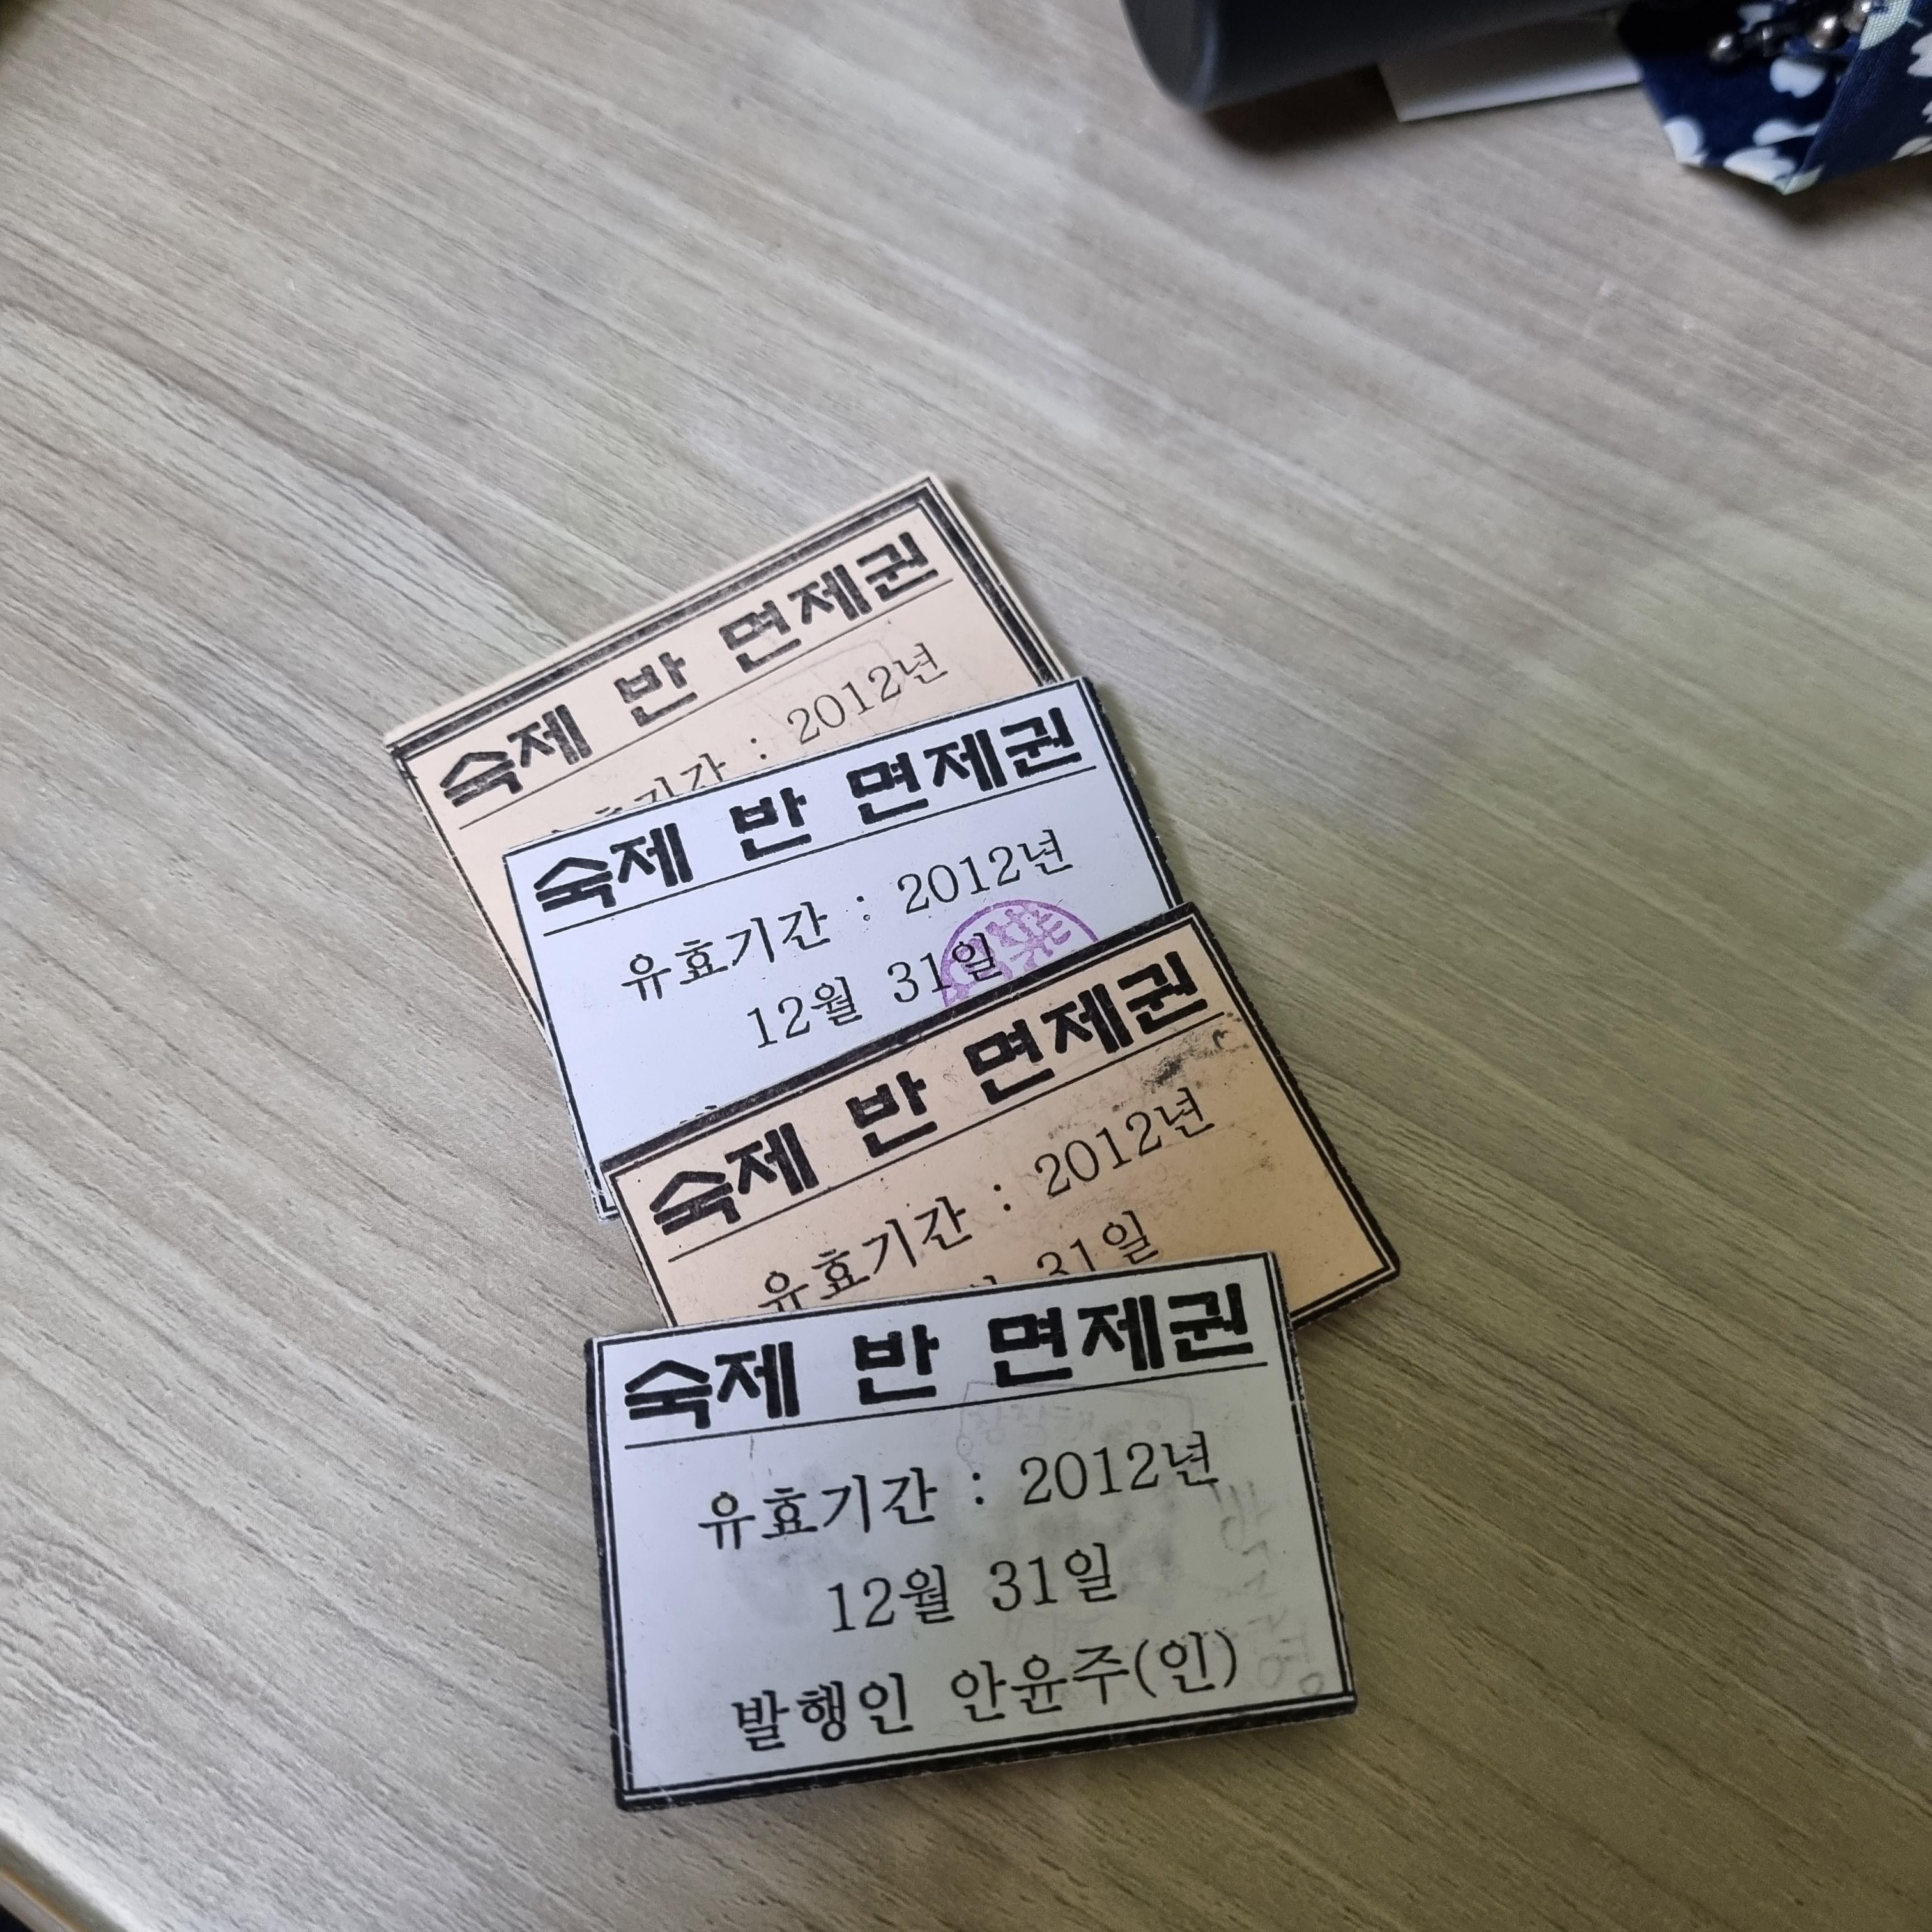 숙제 반 면제권
: 2012년
숙제 반 면제권
유효기간 : 2012년
12월 31일
숙제 반 면제권
유효기간 : 2012년
31일
숙제 반 면제권
유효기간 : 2012년
12월 31일
발행인 안윤주(인)